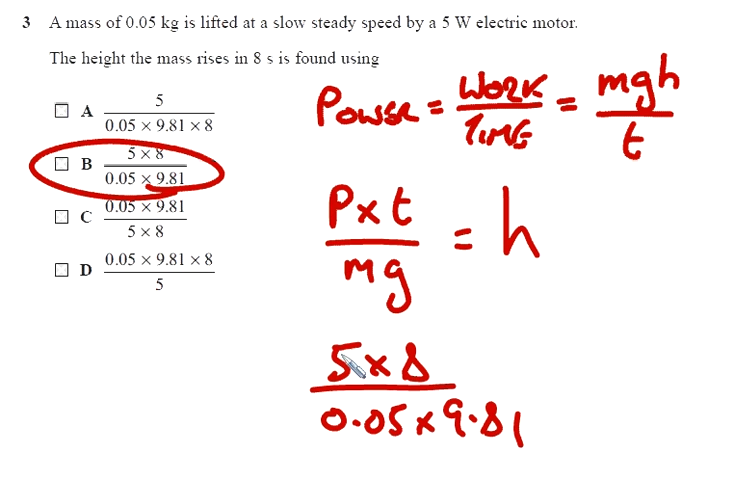 3 A mass of 0.05 kg is lifted at a slow steady speed by a 5 W electric motor.
The height the mass rises in 8 s is found using
A 5
0.05 × 9.81 × 8
B 5 × 8
0.05 × 9.81
C 0.05 × 9.81
5 × 8
D 0.05 × 9.81 × 8
5
POWER = WORK = mgh
TIME t
P×t = h
mg
5×8
0.05×9.81